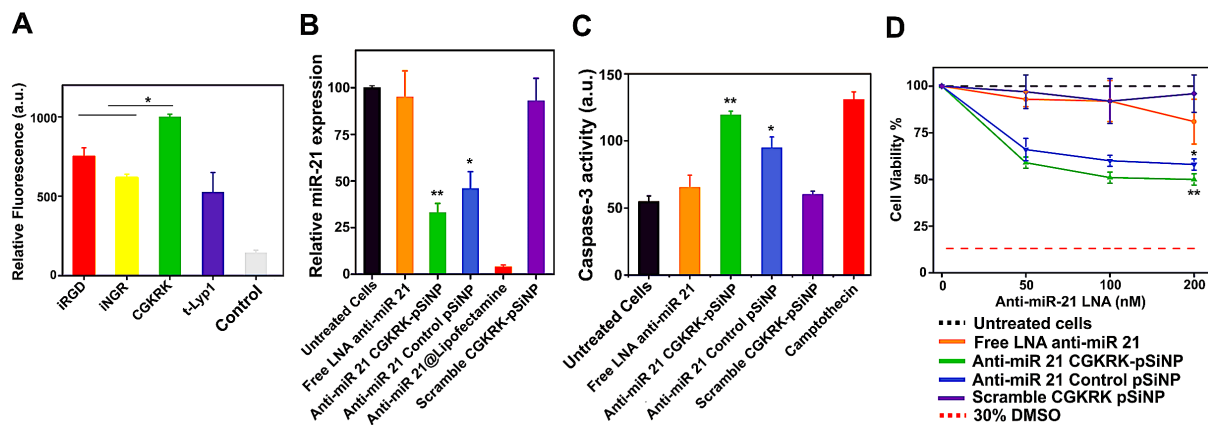 A
Relative Fluorescence (a.u.)
1000
500
0
*
iRGD
iNGR
CGKRK
t-Lyp1
Control
B
Relative miR-21 expression
100
75
50
25
0
**
*
Untreated Cells
Free LNA anti-miR 21
Anti-miR 21 CGKRK-pSiNP
Anti-miR 21 Control pSiNP
Anti-miR 21@Lipofectamine
Scramble CGKRK-pSiNP
C
Caspase-3 activity (a.u.)
150
100
50
0
**
*
Untreated Cells
Free LNA anti-miR 21
Anti-miR 21 CGKRK-pSiNP
Anti-miR 21 Control pSiNP
Scramble CGKRK-pSiNP
Camptothecin
D
Cell Viability %
100
75
50
25
0
*
**
0
50
100
200
Anti-miR-21 LNA (nM)
Untreated cells
Free LNA anti-miR 21
Anti-miR 21 CGKRK-pSiNP
Anti-miR 21 Control pSiNP
Scramble CGKRK pSiNP
30% DMSO